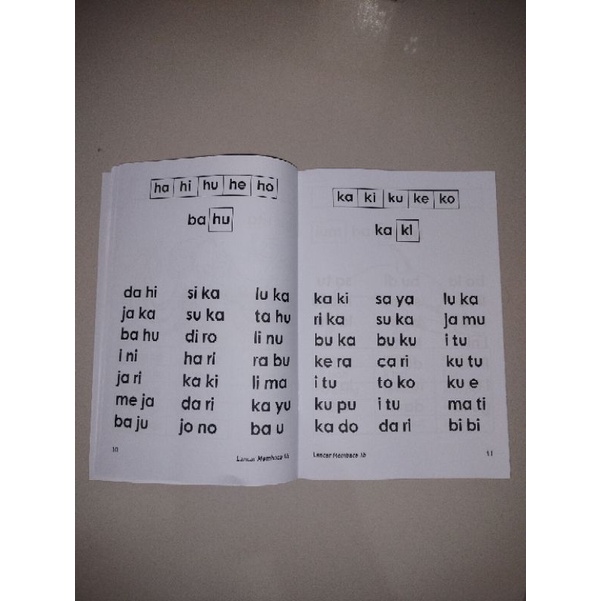 ha hi hu he ho
ba hu
da hi si ka lu ka
ja ka su ka ta hu
ba hu di ro li nu
i ni ha ri ra bu
ja ri ka ki li ma
me ja da ri ka yu
ba ju jo no ba u
10 Lancar Membaca 1b
ka ki ku ke ko
ka ki
ka ki sa ya lu ka
ri ka su ka ja mu
bu ka bu ku i tu
ke ra ca ri ku tu
i tu to ko ku e
ku pu i tu ma ti
ka do da ri bi bi
Lancar Membaca 1b 11